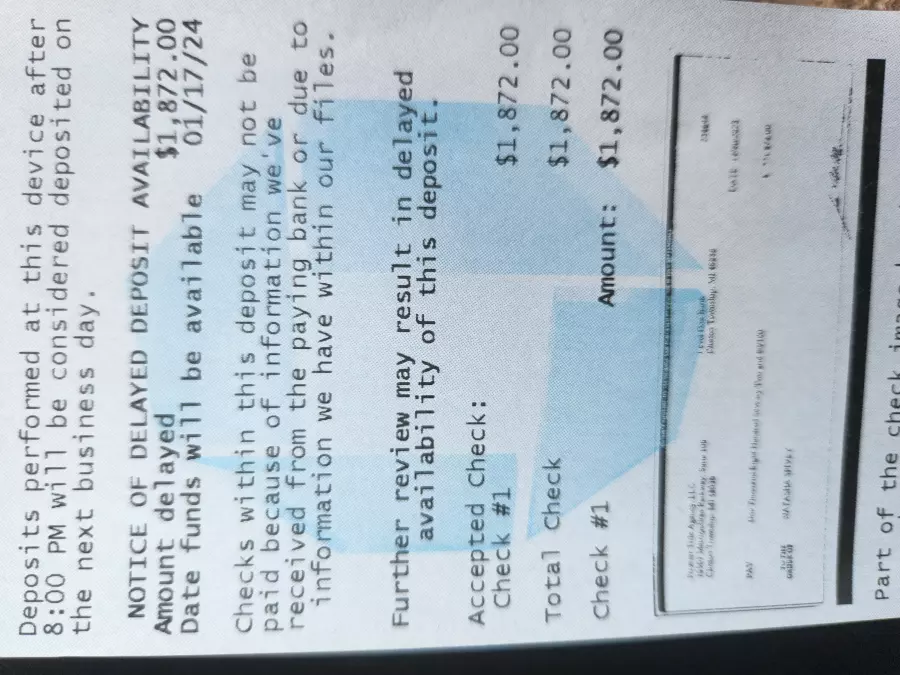 Deposits performed at this device after
8:00 PM will be considered deposited on
the next business day.
NOTICE OF DELAYED DEPOSIT AVAILABILITY
Amount delayed $1,872.00
Date funds will be available 01/17/24
Checks within this deposit may not be
paid because of information we've
received from the paying bank or due to
information we have within our files.
Further review may result in delayed
availability of this deposit.
Accepted Check:
Check #1 $1,872.00
Total Check $1,872.00
Check #1 Amount: $1,872.00
Title Agency, LLC
PAY
DATE
Part of the check image